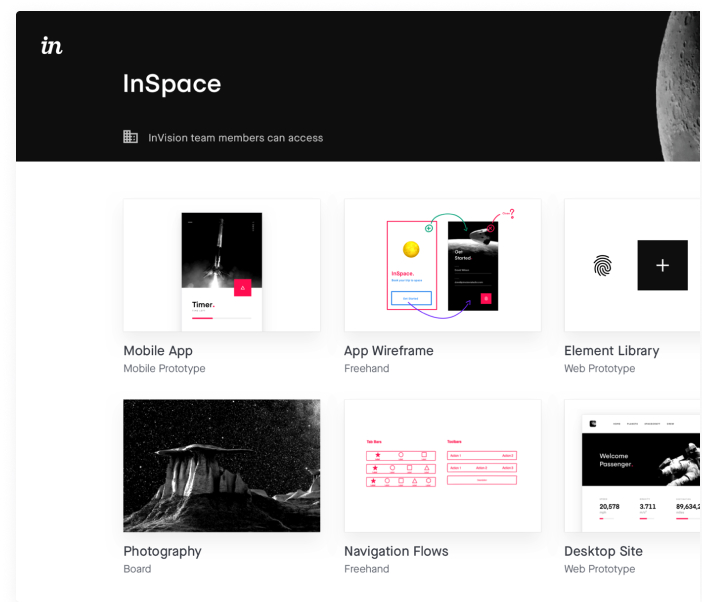 in
InSpace
InVision team members can access
Timer.
InSpace.
Get Started
Get
Started.
?
Mobile App
Mobile Prototype
App Wireframe
Freehand
Element Library
Web Prototype
Tab Bars.
Toolbars.
Welcome
Passenger.
20,578
3.711
89,634,2
Photography
Board
Navigation Flows
Freehand
Desktop Site
Web Prototype